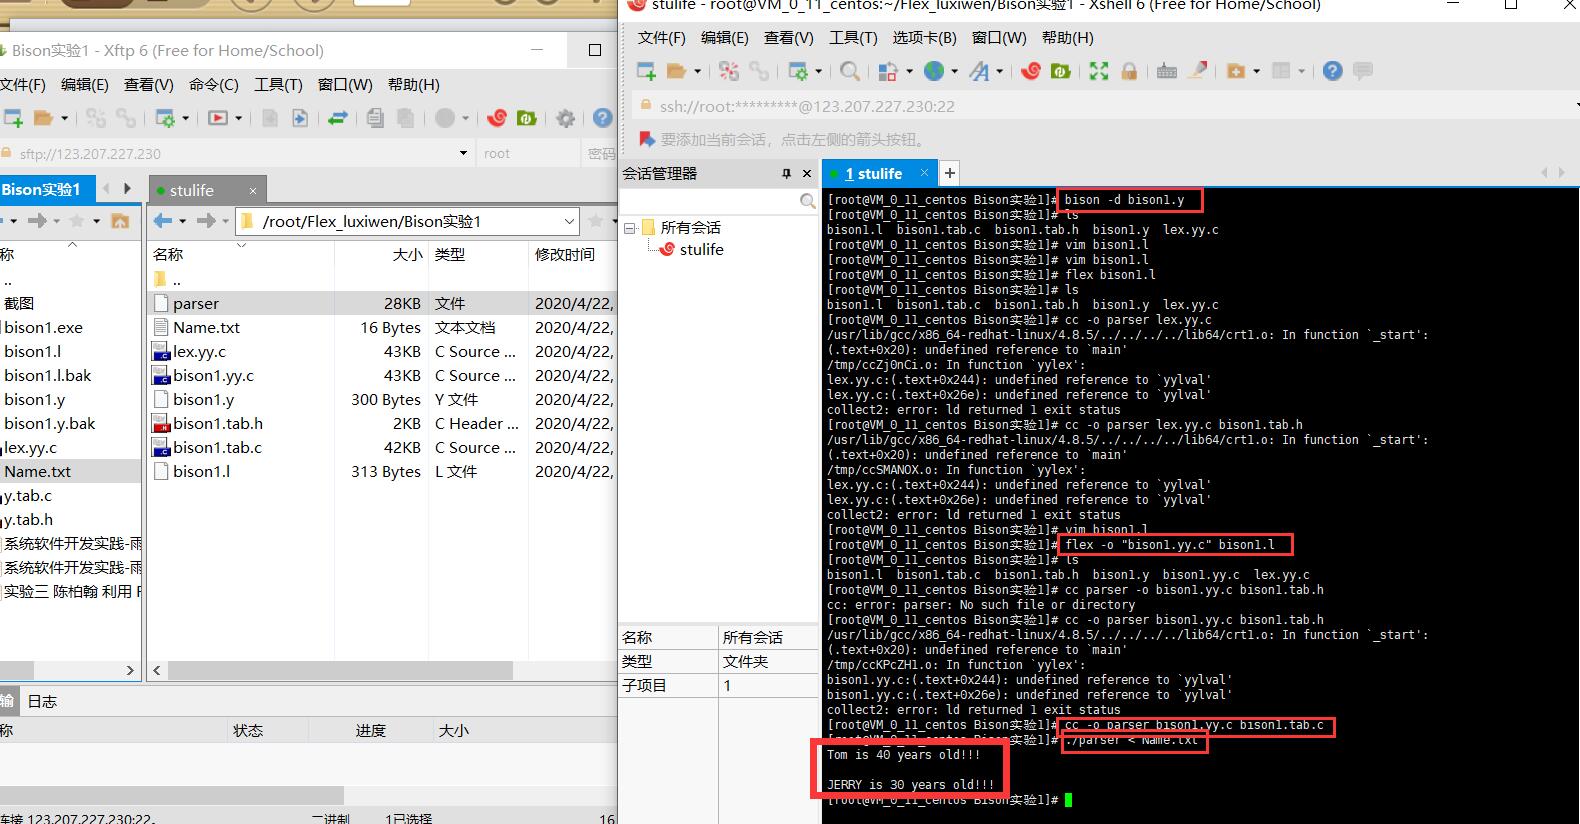 Bison实验1 - Xftp 6 (Free for Home/School)
文件(F) 编辑(E) 查看(V) 命令(C) 工具(T) 窗口(W) 帮助(H)
sftp://123.207.227.230 root 密码
Bison实验1
stulife ×
/root/Flex_luxiwen/Bison实验1
称
名称 大小 类型 修改时间
..
截图
bison1.exe
bison1.l
bison1.l.bak
bison1.y
bison1.y.bak
lex.yy.c
Name.txt
y.tab.c
y.tab.h
系统软件开发实践-雨
系统软件开发实践-雨
实验三 陈柏翰 利用 F
..
parser 28KB 文件 2020/4/22,
Name.txt 16 Bytes 文本文档 2020/4/22,
lex.yy.c 43KB C Source ... 2020/4/22,
bison1.yy.c 43KB C Source ... 2020/4/22,
bison1.y 300 Bytes Y 文件 2020/4/22,
bison1.tab.h 2KB C Header ... 2020/4/22,
bison1.tab.c 42KB C Source ... 2020/4/22,
bison1.l 313 Bytes L 文件 2020/4/22,
输 日志
称 状态 进度 大小
连接 123.207.227.230:22。 二进制 1已选择 16
stulife - root@VM_0_11_centos:~/Flex_luxiwen/Bison实验1 - Xshell 6 (Free for Home/School)
文件(F) 编辑(E) 查看(V) 工具(T) 选项卡(B) 窗口(W) 帮助(H)
ssh://root:*********@123.207.227.230:22
要添加当前会话，点击左侧的箭头按钮。
会话管理器
所有会话
stulife
名称 所有会话
类型 文件夹
子项目 1
1 stulife × +
[root@VM_0_11_centos Bison实验1]# bison -d bison1.y
[root@VM_0_11_centos Bison实验1]# ls
bison1.l bison1.tab.c bison1.tab.h bison1.y lex.yy.c
[root@VM_0_11_centos Bison实验1]# vim bison1.l
[root@VM_0_11_centos Bison实验1]# vim bison1.l
[root@VM_0_11_centos Bison实验1]# flex bison1.l
[root@VM_0_11_centos Bison实验1]# ls
bison1.l bison1.tab.c bison1.tab.h bison1.y lex.yy.c
[root@VM_0_11_centos Bison实验1]# cc -o parser lex.yy.c
/usr/lib/gcc/x86_64-redhat-linux/4.8.5/../../../../lib64/crt1.o: In function `_start':
(.text+0x20): undefined reference to `main'
/tmp/ccZj0nCi.o: In function `yylex':
lex.yy.c:(.text+0x244): undefined reference to `yylval'
lex.yy.c:(.text+0x26e): undefined reference to `yylval'
collect2: error: ld returned 1 exit status
[root@VM_0_11_centos Bison实验1]# cc -o parser lex.yy.c bison1.tab.h
/usr/lib/gcc/x86_64-redhat-linux/4.8.5/../../../../lib64/crt1.o: In function `_start':
(.text+0x20): undefined reference to `main'
/tmp/ccSMANOX.o: In function `yylex':
lex.yy.c:(.text+0x244): undefined reference to `yylval'
lex.yy.c:(.text+0x26e): undefined reference to `yylval'
collect2: error: ld returned 1 exit status
[root@VM_0_11_centos Bison实验1]# vim bison1.l
[root@VM_0_11_centos Bison实验1]# flex -o "bison1.yy.c" bison1.l
[root@VM_0_11_centos Bison实验1]# ls
bison1.l bison1.tab.c bison1.tab.h bison1.y bison1.yy.c lex.yy.c
[root@VM_0_11_centos Bison实验1]# cc parser -o bison1.yy.c bison1.tab.h
cc: error: parser: No such file or directory
[root@VM_0_11_centos Bison实验1]# cc -o parser bison1.yy.c bison1.tab.h
/usr/lib/gcc/x86_64-redhat-linux/4.8.5/../../../../lib64/crt1.o: In function `_start':
(.text+0x20): undefined reference to `main'
/tmp/ccKPcZH1.o: In function `yylex':
bison1.yy.c:(.text+0x244): undefined reference to `yylval'
bison1.yy.c:(.text+0x26e): undefined reference to `yylval'
collect2: error: ld returned 1 exit status
[root@VM_0_11_centos Bison实验1]# cc -o parser bison1.yy.c bison1.tab.c
[root@VM_0_11_centos Bison实验1]# ./parser < Name.txt
Tom is 40 years old!!!
JERRY is 30 years old!!!
[root@VM_0_11_centos Bison实验1]#